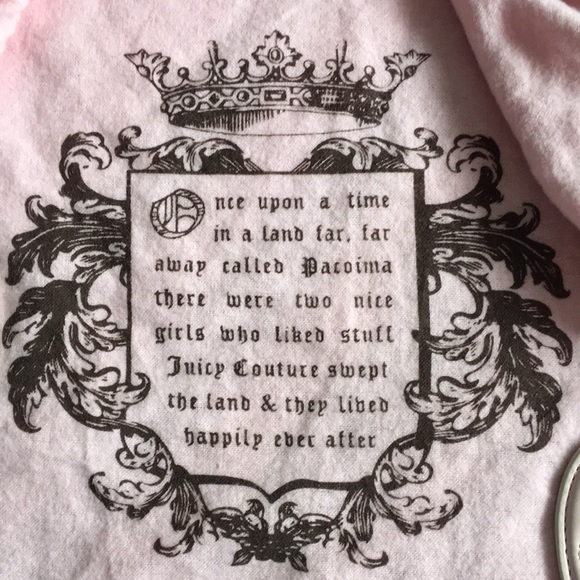 Once upon a time
in a land far, far
away called Pacoima
there were two nice
girls who liked stuff
Juicy Couture swept
the land & they lived
happily ever after